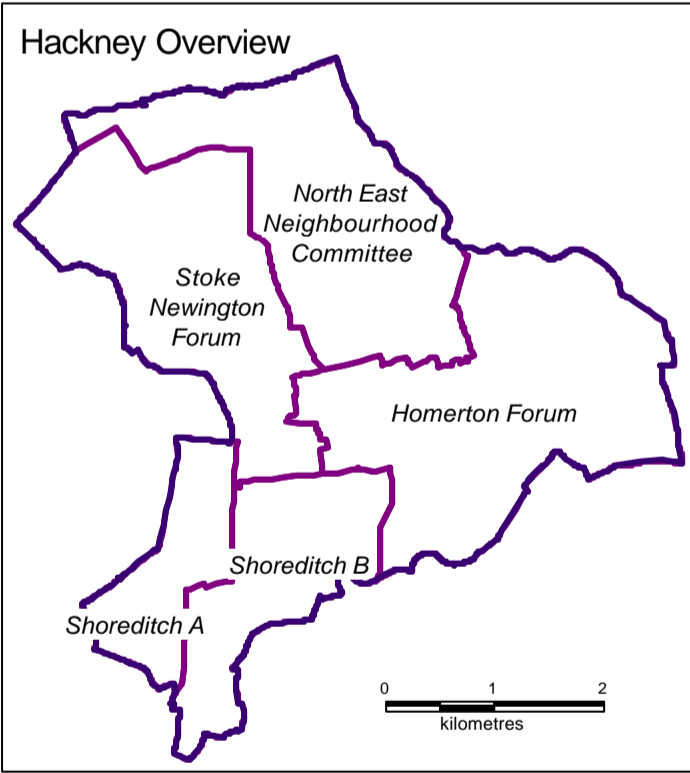 Hackney Overview
North East
Neighbourhood
Committee
Stoke
Newington
Forum
Homerton Forum
Shoreditch B
Shoreditch A
0 1 2
kilometres